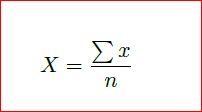 X = ∑x / n